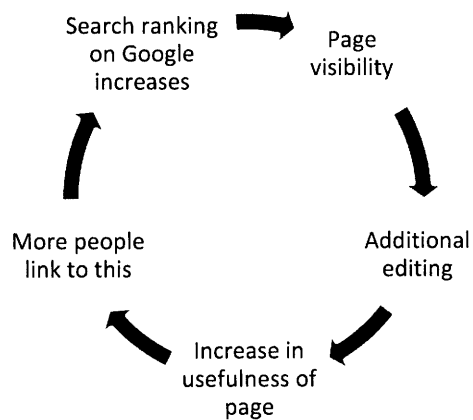 Search ranking
on Google
increases
Page
visibility
Additional
editing
Increase in
usefulness of
page
More people
link to this